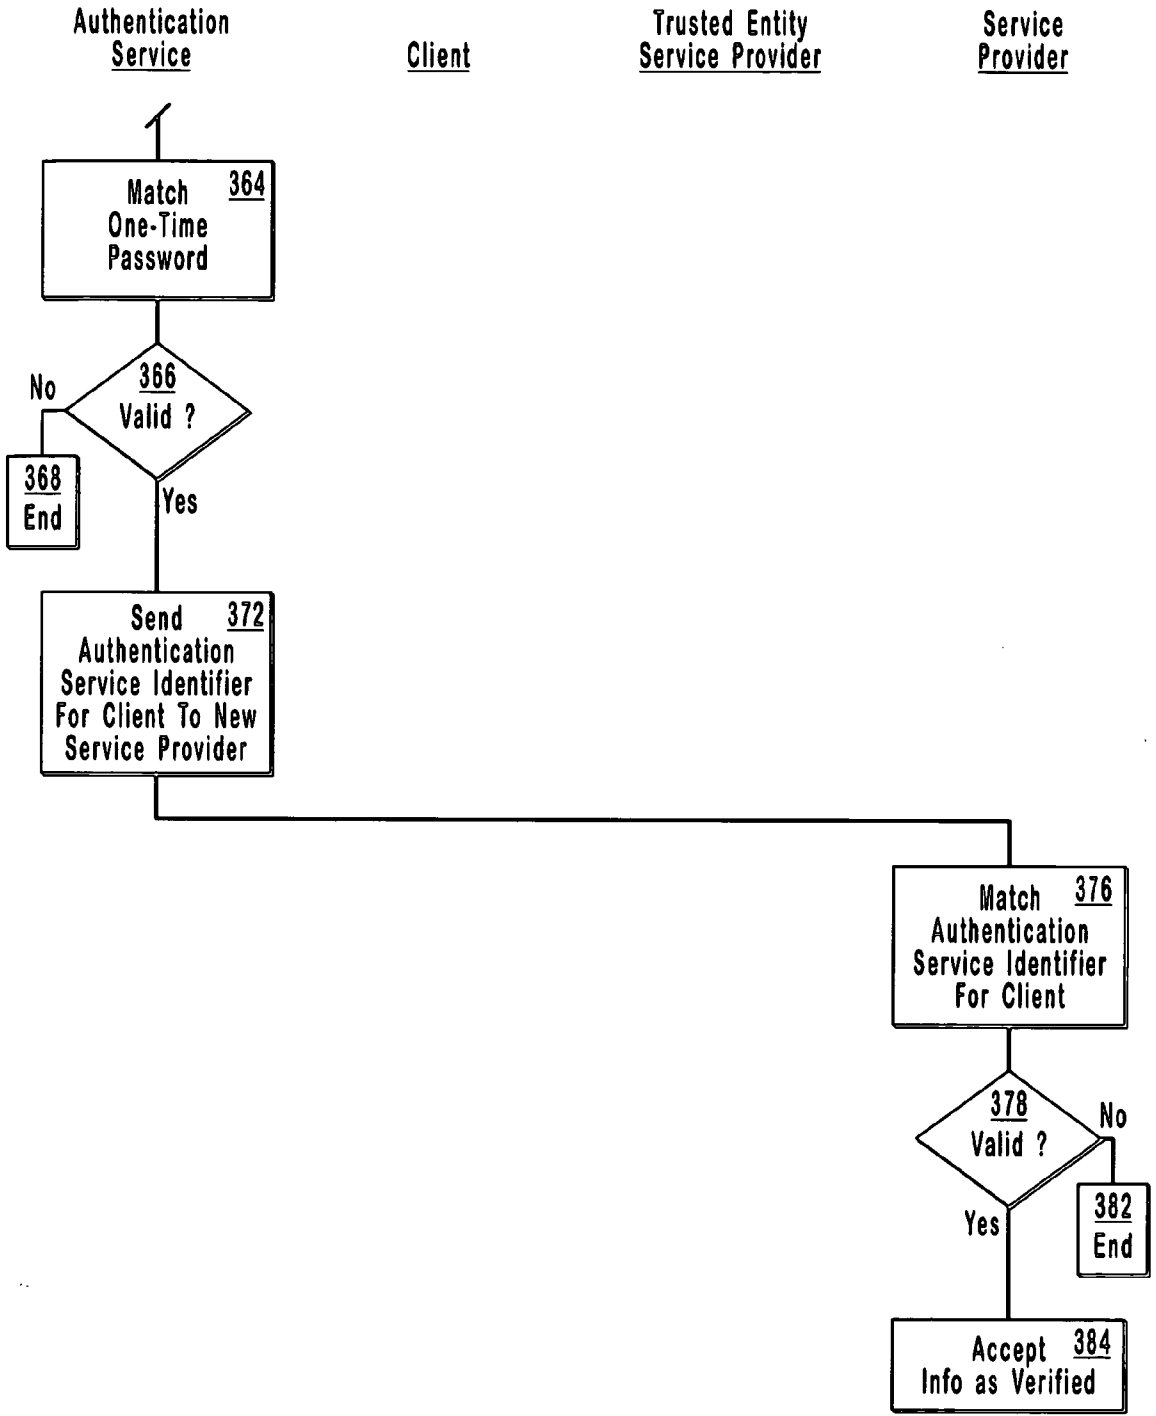 Authentication
Service
Client
Trusted Entity
Service Provider
Service
Provider
364
Match
One-Time
Password
366
Valid ?
No
368
End
Yes
372
Send
Authentication
Service Identifier
For Client To New
Service Provider
376
Match
Authentication
Service Identifier
For Client
378
Valid ?
No
382
End
Yes
384
Accept
Info as Verified